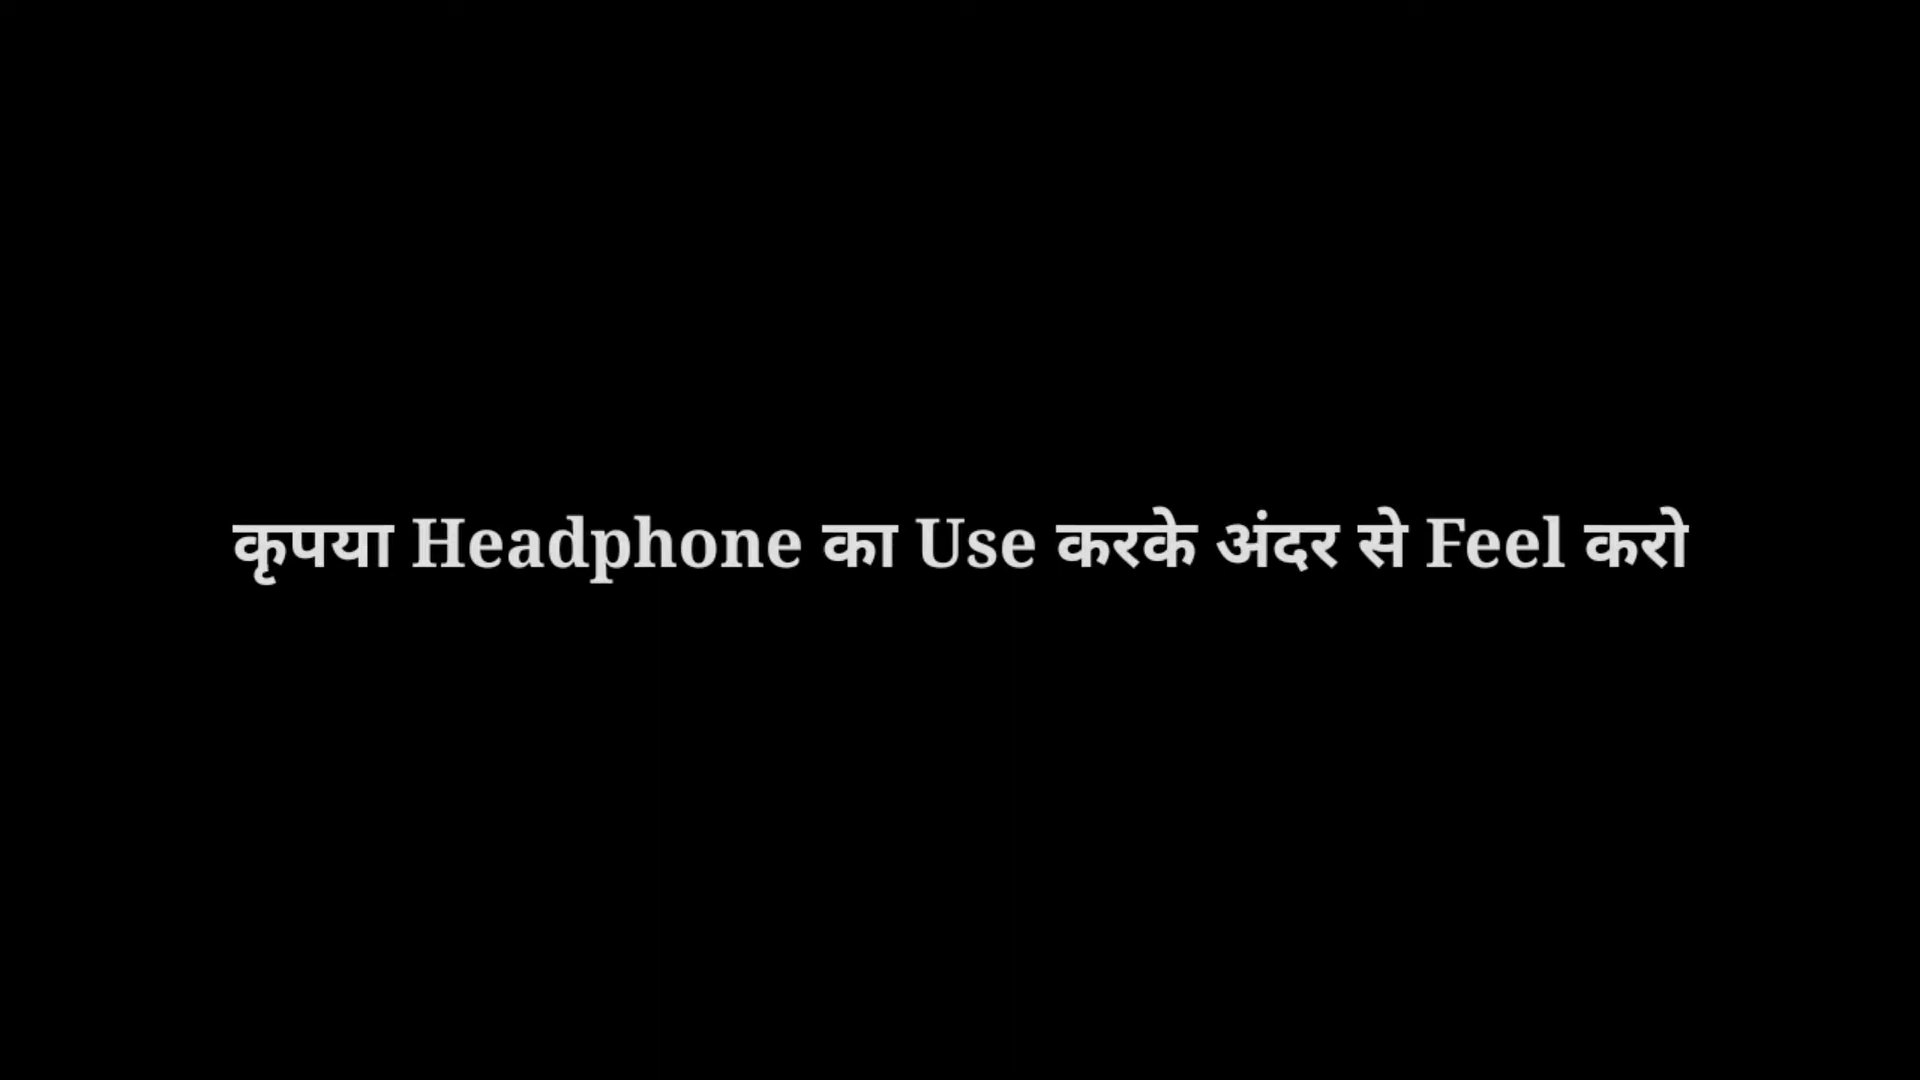 कृपया Headphone का Use करके अंदर से Feel करो